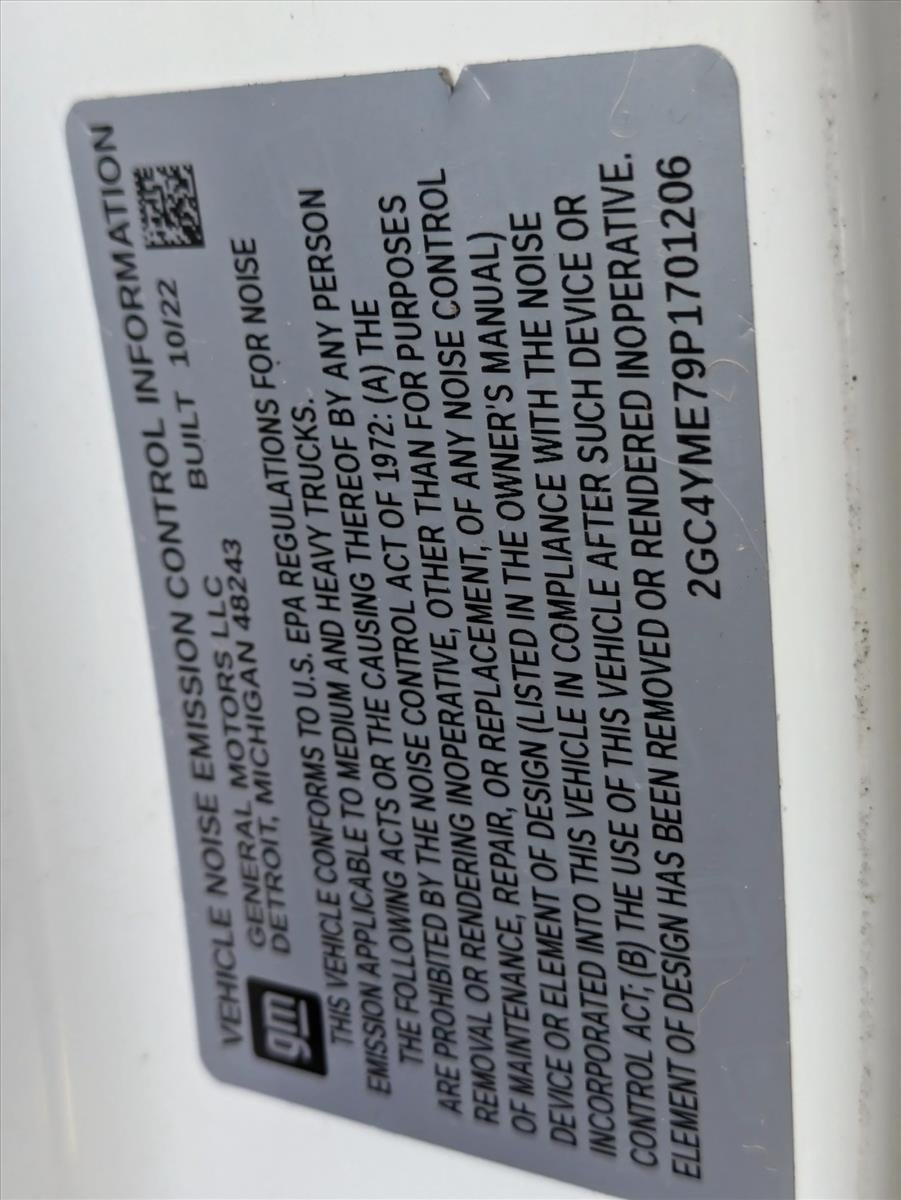 VEHICLE NOISE EMISSION CONTROL INFORMATION
gm
GENERAL MOTORS LLC BUILT 10/22
DETROIT, MICHIGAN 48243
THIS VEHICLE CONFORMS TO U.S. EPA REGULATIONS FOR NOISE
EMISSION APPLICABLE TO MEDIUM AND HEAVY TRUCKS.
THE FOLLOWING ACTS OR THE CAUSING THEREOF BY ANY PERSON
ARE PROHIBITED BY THE NOISE CONTROL ACT OF 1972: (A) THE
REMOVAL OR RENDERING INOPERATIVE, OTHER THAN FOR PURPOSES
OF MAINTENANCE, REPAIR, OR REPLACEMENT, OF ANY NOISE CONTROL
DEVICE OR ELEMENT OF DESIGN (LISTED IN THE OWNER'S MANUAL)
INCORPORATED INTO THIS VEHICLE IN COMPLIANCE WITH THE NOISE
CONTROL ACT; (B) THE USE OF THIS VEHICLE AFTER SUCH DEVICE OR
ELEMENT OF DESIGN HAS BEEN REMOVED OR RENDERED INOPERATIVE.
2GC4YME79P1701206